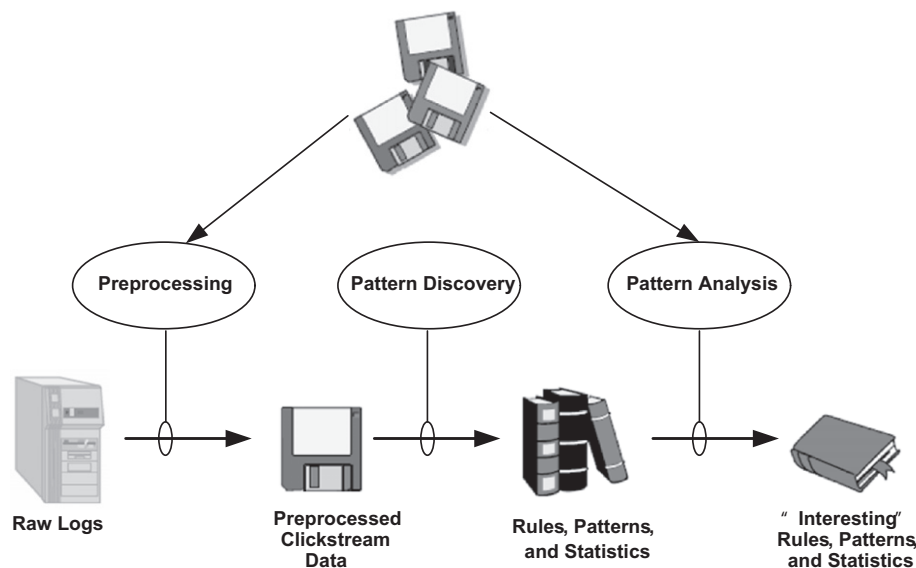 Preprocessing
Pattern Discovery
Pattern Analysis
Raw Logs
Preprocessed
Clickstream
Data
Rules, Patterns,
and Statistics
“ Interesting”
Rules, Patterns,
and Statistics